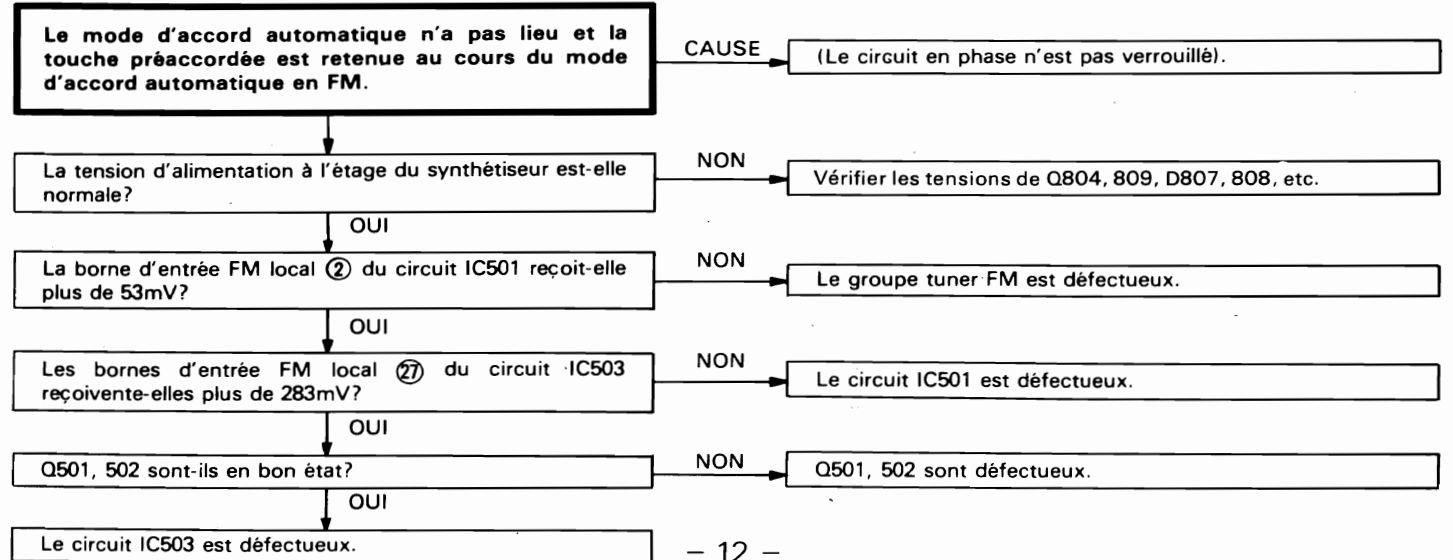 Le mode d'accord automatique n'a pas lieu et la
touche préaccordée est retenue au cours du mode
d'accord automatique en FM.
CAUSE
(Le circuit en phase n'est pas verrouillé).
La tension d'alimentation à l'étage du synthétiseur est-elle
normale?
NON
Vérifier les tensions de Q804, 809, D807, 808, etc.
OUI
La borne d'entrée FM local ② du circuit IC501 reçoit-elle
plus de 53mV?
NON
Le groupe tuner FM est défectueux.
OUI
Les bornes d'entrée FM local ㉗ du circuit IC503
reçoivente-elles plus de 283mV?
NON
Le circuit IC501 est défectueux.
OUI
Q501, 502 sont-ils en bon état?
NON
Q501, 502 sont défectueux.
OUI
Le circuit IC503 est défectueux.
— 12 —